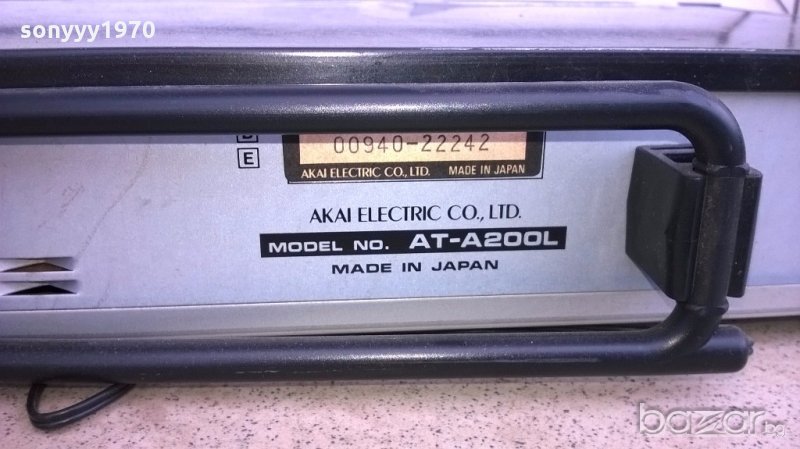 sonyyy1970
E
00940-22242
AKAI ELECTRIC CO., LTD. MADE IN JAPAN
AKAI ELECTRIC CO., LTD.
MODEL NO. AT-A200L
MADE IN JAPAN
bazar.bg